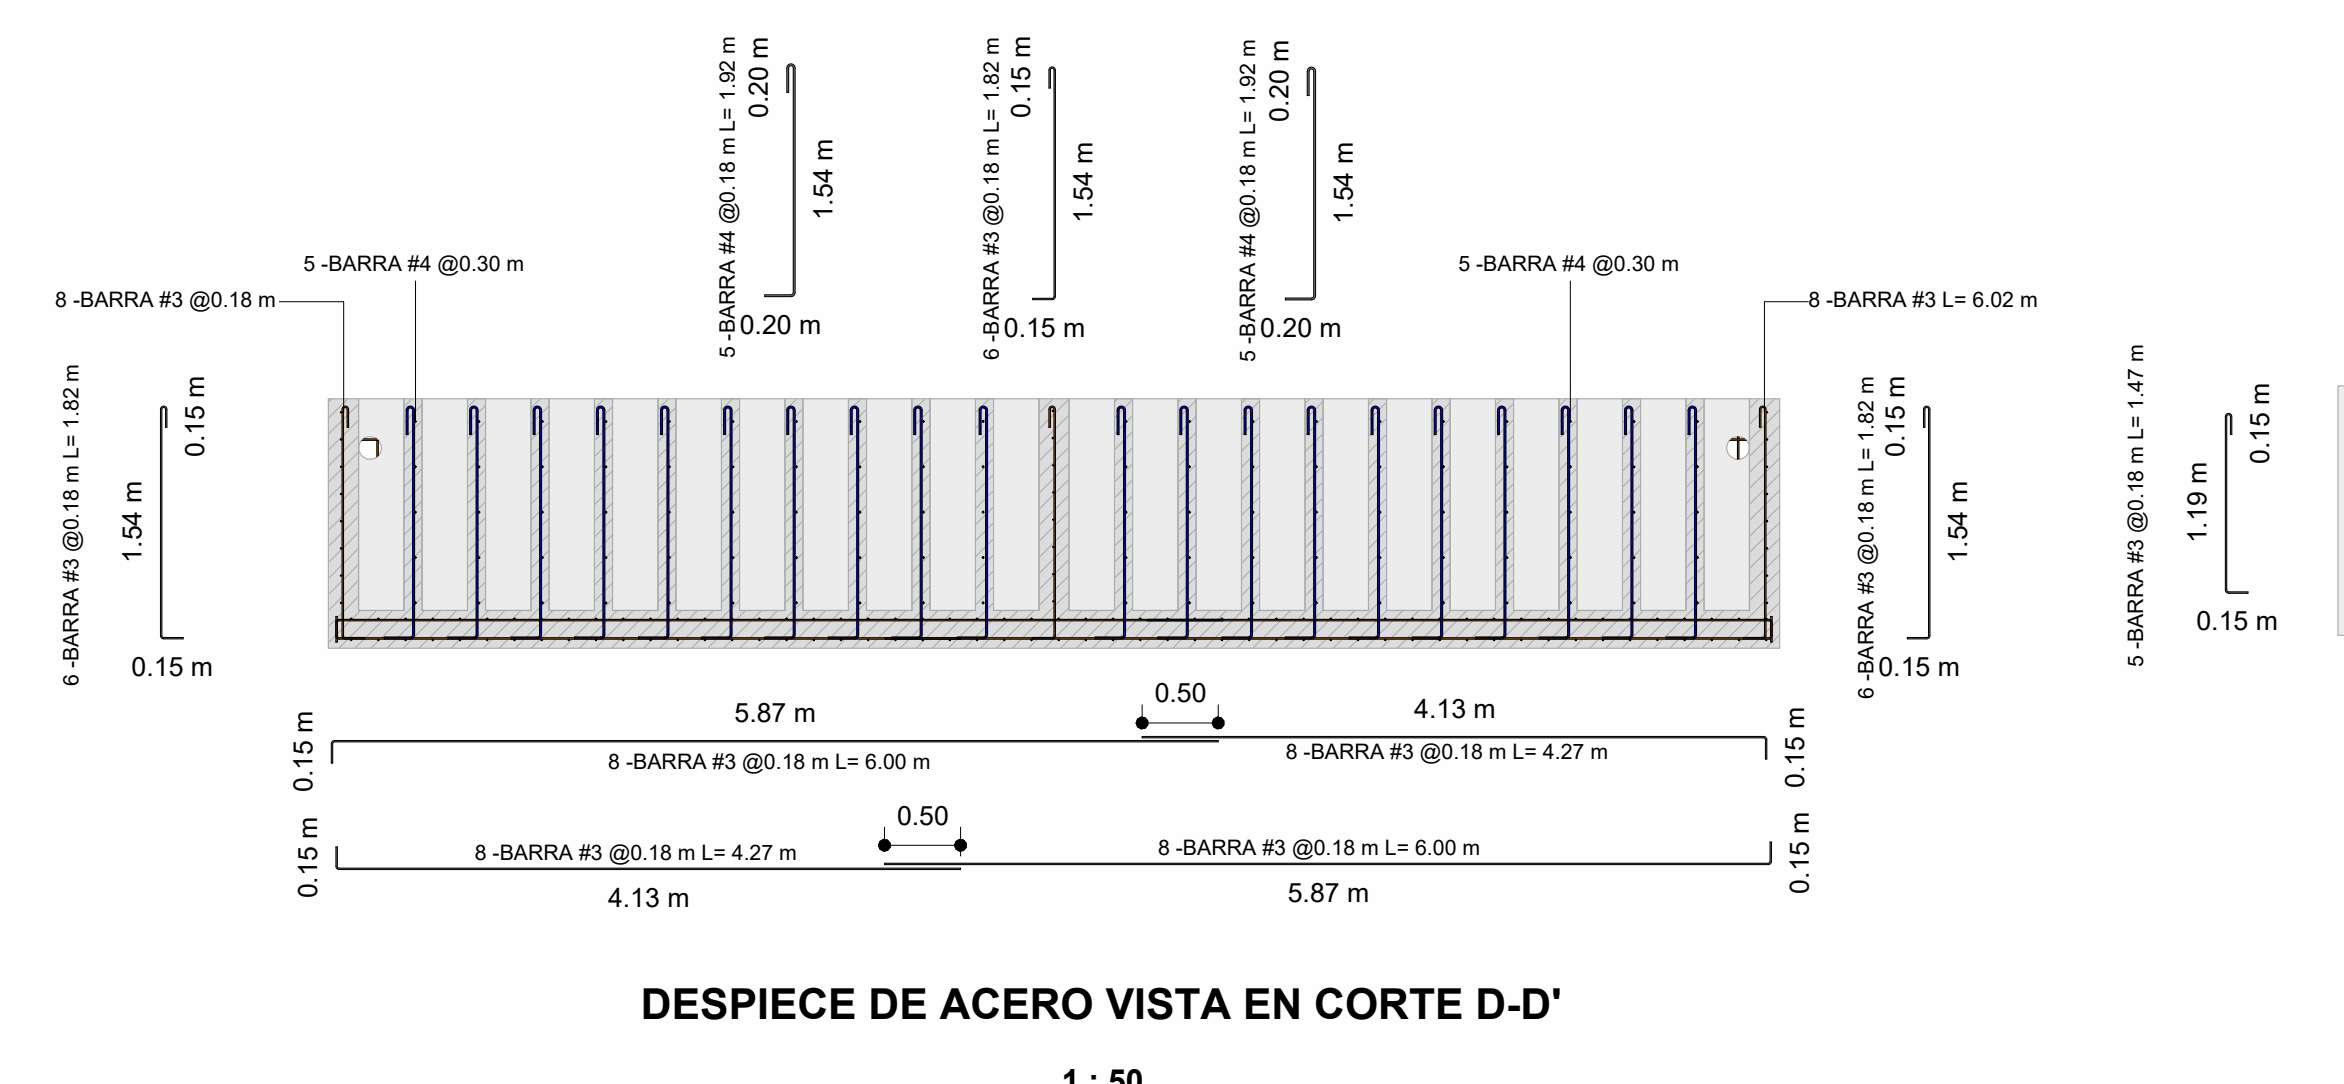 5 -BARRA #4 @0.18 m L= 1.92 m
0.20 m
1.54 m
0.20 m
6 -BARRA #3 @0.18 m L= 1.82 m
0.15 m
1.54 m
0.15 m
5 -BARRA #4 @0.18 m L= 1.92 m
0.20 m
1.54 m
0.20 m
5 -BARRA #4 @0.30 m
5 -BARRA #4 @0.30 m
8 -BARRA #3 @0.18 m
8 -BARRA #3 L= 6.02 m
6 -BARRA #3 @0.18 m L= 1.82 m
0.15 m
1.54 m
0.15 m
6 -BARRA #3 @0.18 m L= 1.82 m
0.15 m
1.54 m
0.15 m
5 -BARRA #3 @0.18 m L= 1.47 m
0.15 m
1.19 m
0.15 m
0.50
5.87 m
4.13 m
0.15 m
8 -BARRA #3 @0.18 m L= 6.00 m
8 -BARRA #3 @0.18 m L= 4.27 m
0.15 m
0.50
0.15 m
8 -BARRA #3 @0.18 m L= 4.27 m
8 -BARRA #3 @0.18 m L= 6.00 m
0.15 m
4.13 m
5.87 m
DESPIECE DE ACERO VISTA EN CORTE D-D'
1 : 50